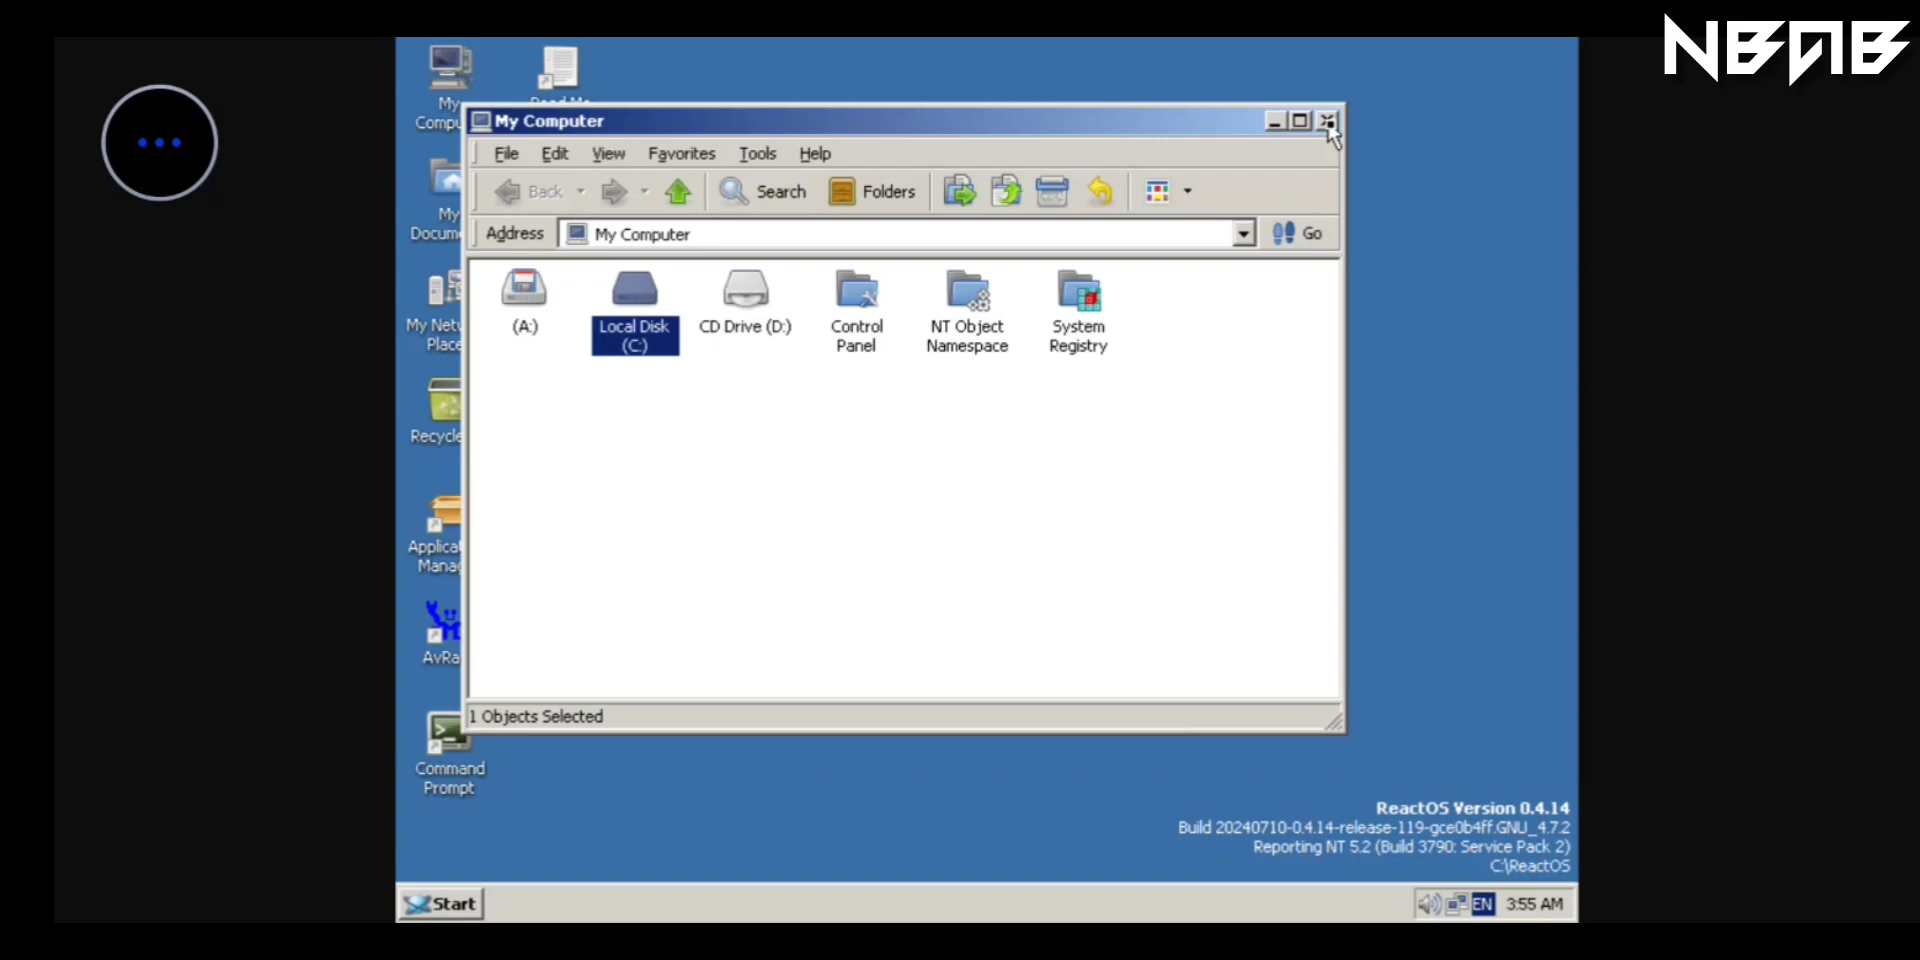 NBAB
My
Compu
My Computer
File Edit View Favorites Tools Help
Back Search Folders
Address My Computer Go
My
Docum
My Netw
Place
Recycle
Applica
Manag
AvRa
Command
Prompt
(A:)
Local Disk
(C:)
CD Drive (D:)
Control
Panel
NT Object
Namespace
System
Registry
1 Objects Selected
ReactOS Version 0.4.14
Build 20240710-0.4.14-release-119-gce0b4ff.GNU_4.7.2
Reporting NT 5.2 (Build 3790: Service Pack 2)
C:\ReactOS
Start
EN 3:55 AM